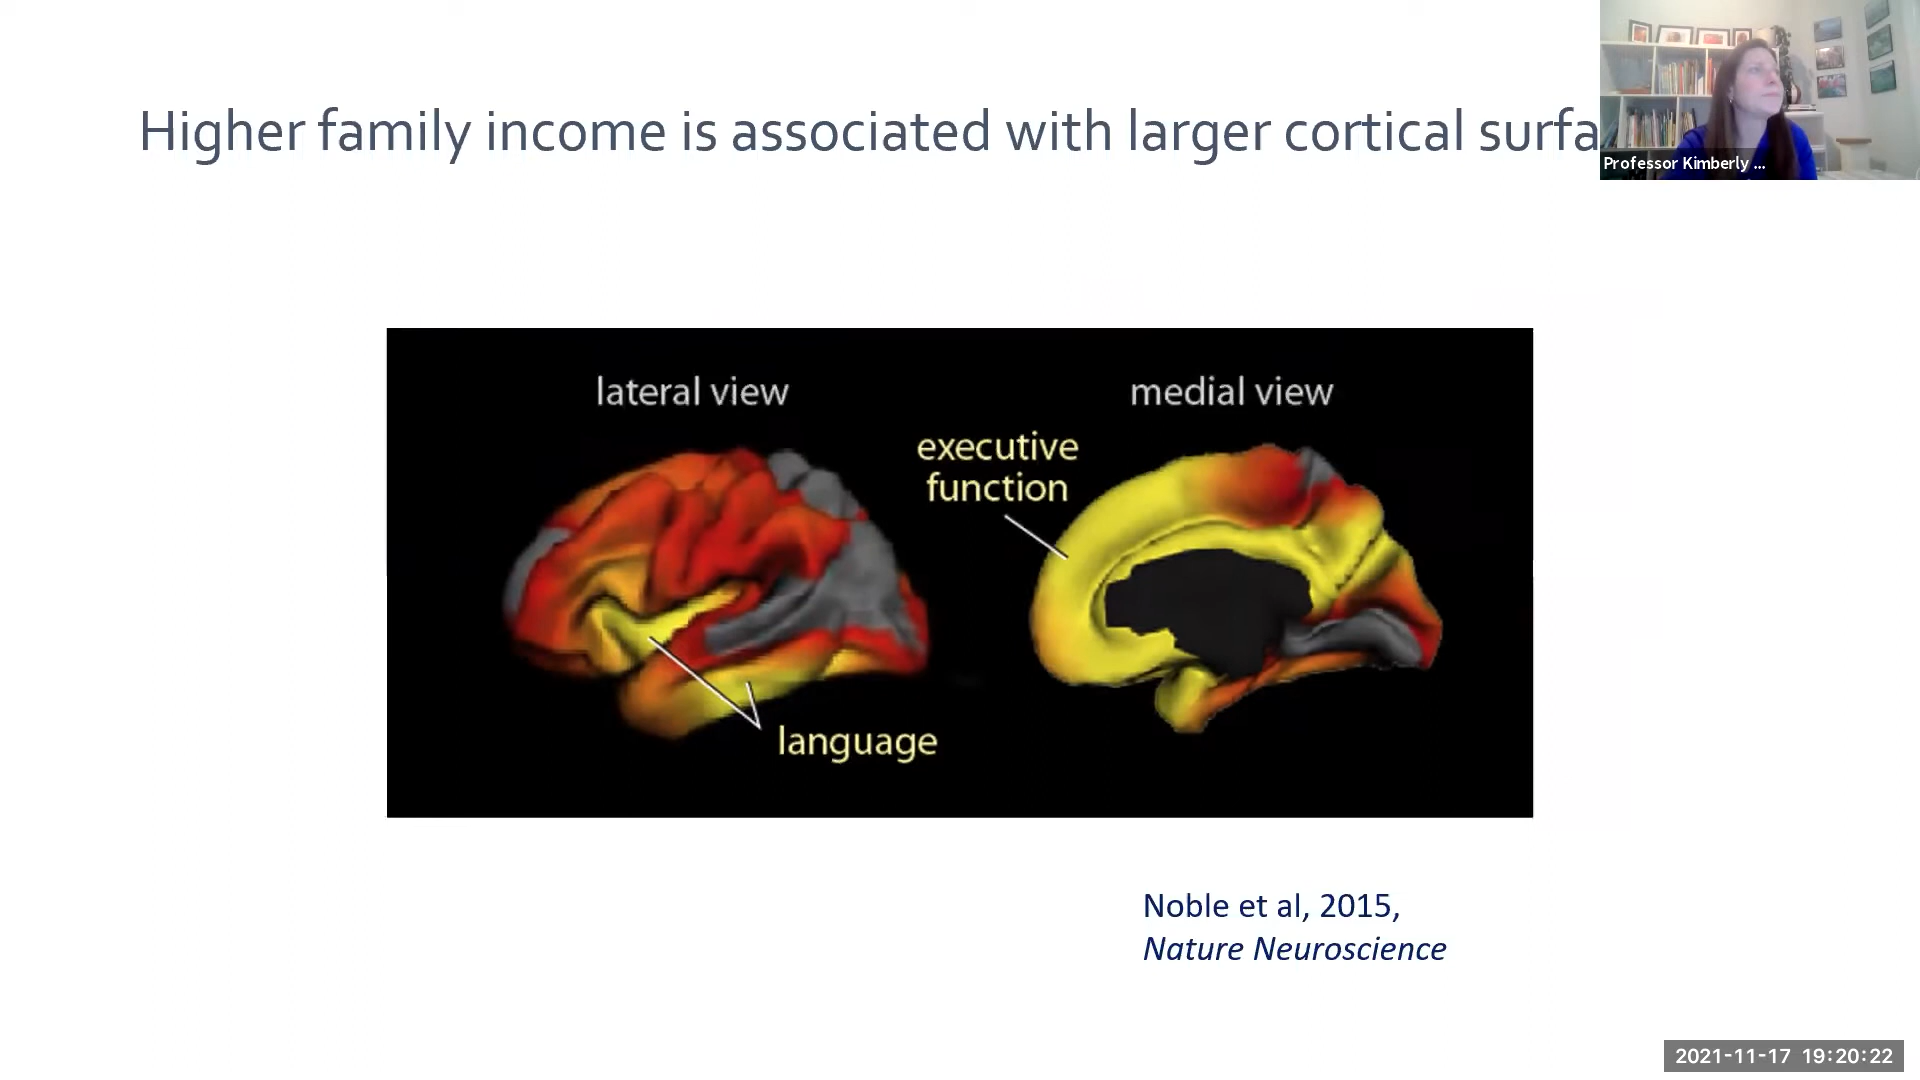 Higher family income is associated with larger cortical surfa
Professor Kimberly ...
lateral view
medial view
executive
function
language
Noble et al, 2015,
Nature Neuroscience
2021-11-17 19:20:22